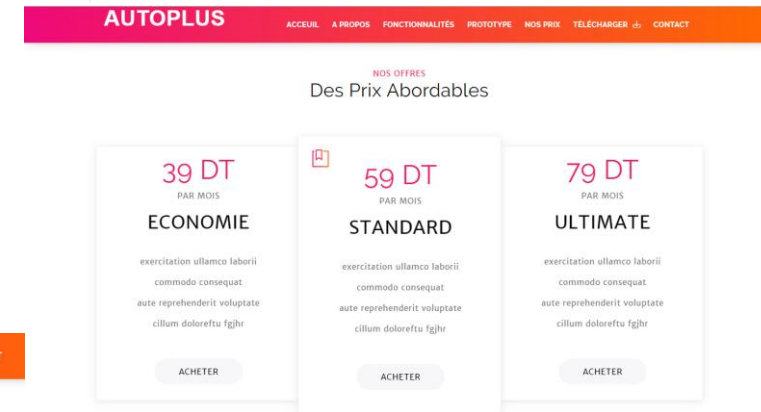 AUTOPLUS
ACCEUIL A PROPOS FONCTIONNALITÉS PROTOTYPE NOS PRIX TÉLÉCHARGER CONTACT
NOS OFFRES
Des Prix Abordables
39 DT
PAR MOIS
ECONOMIE
exercitation ullamco laborii
commodo consequat
aute reprehenderit voluptate
cillum doloreftu fgjhr
ACHETER
59 DT
PAR MOIS
STANDARD
exercitation ullamco laborii
commodo consequat
aute reprehenderit voluptate
cillum doloreftu fgjhr
ACHETER
79 DT
PAR MOIS
ULTIMATE
exercitation ullamco laborii
commodo consequat
aute reprehenderit voluptate
cillum doloreftu fgjhr
ACHETER